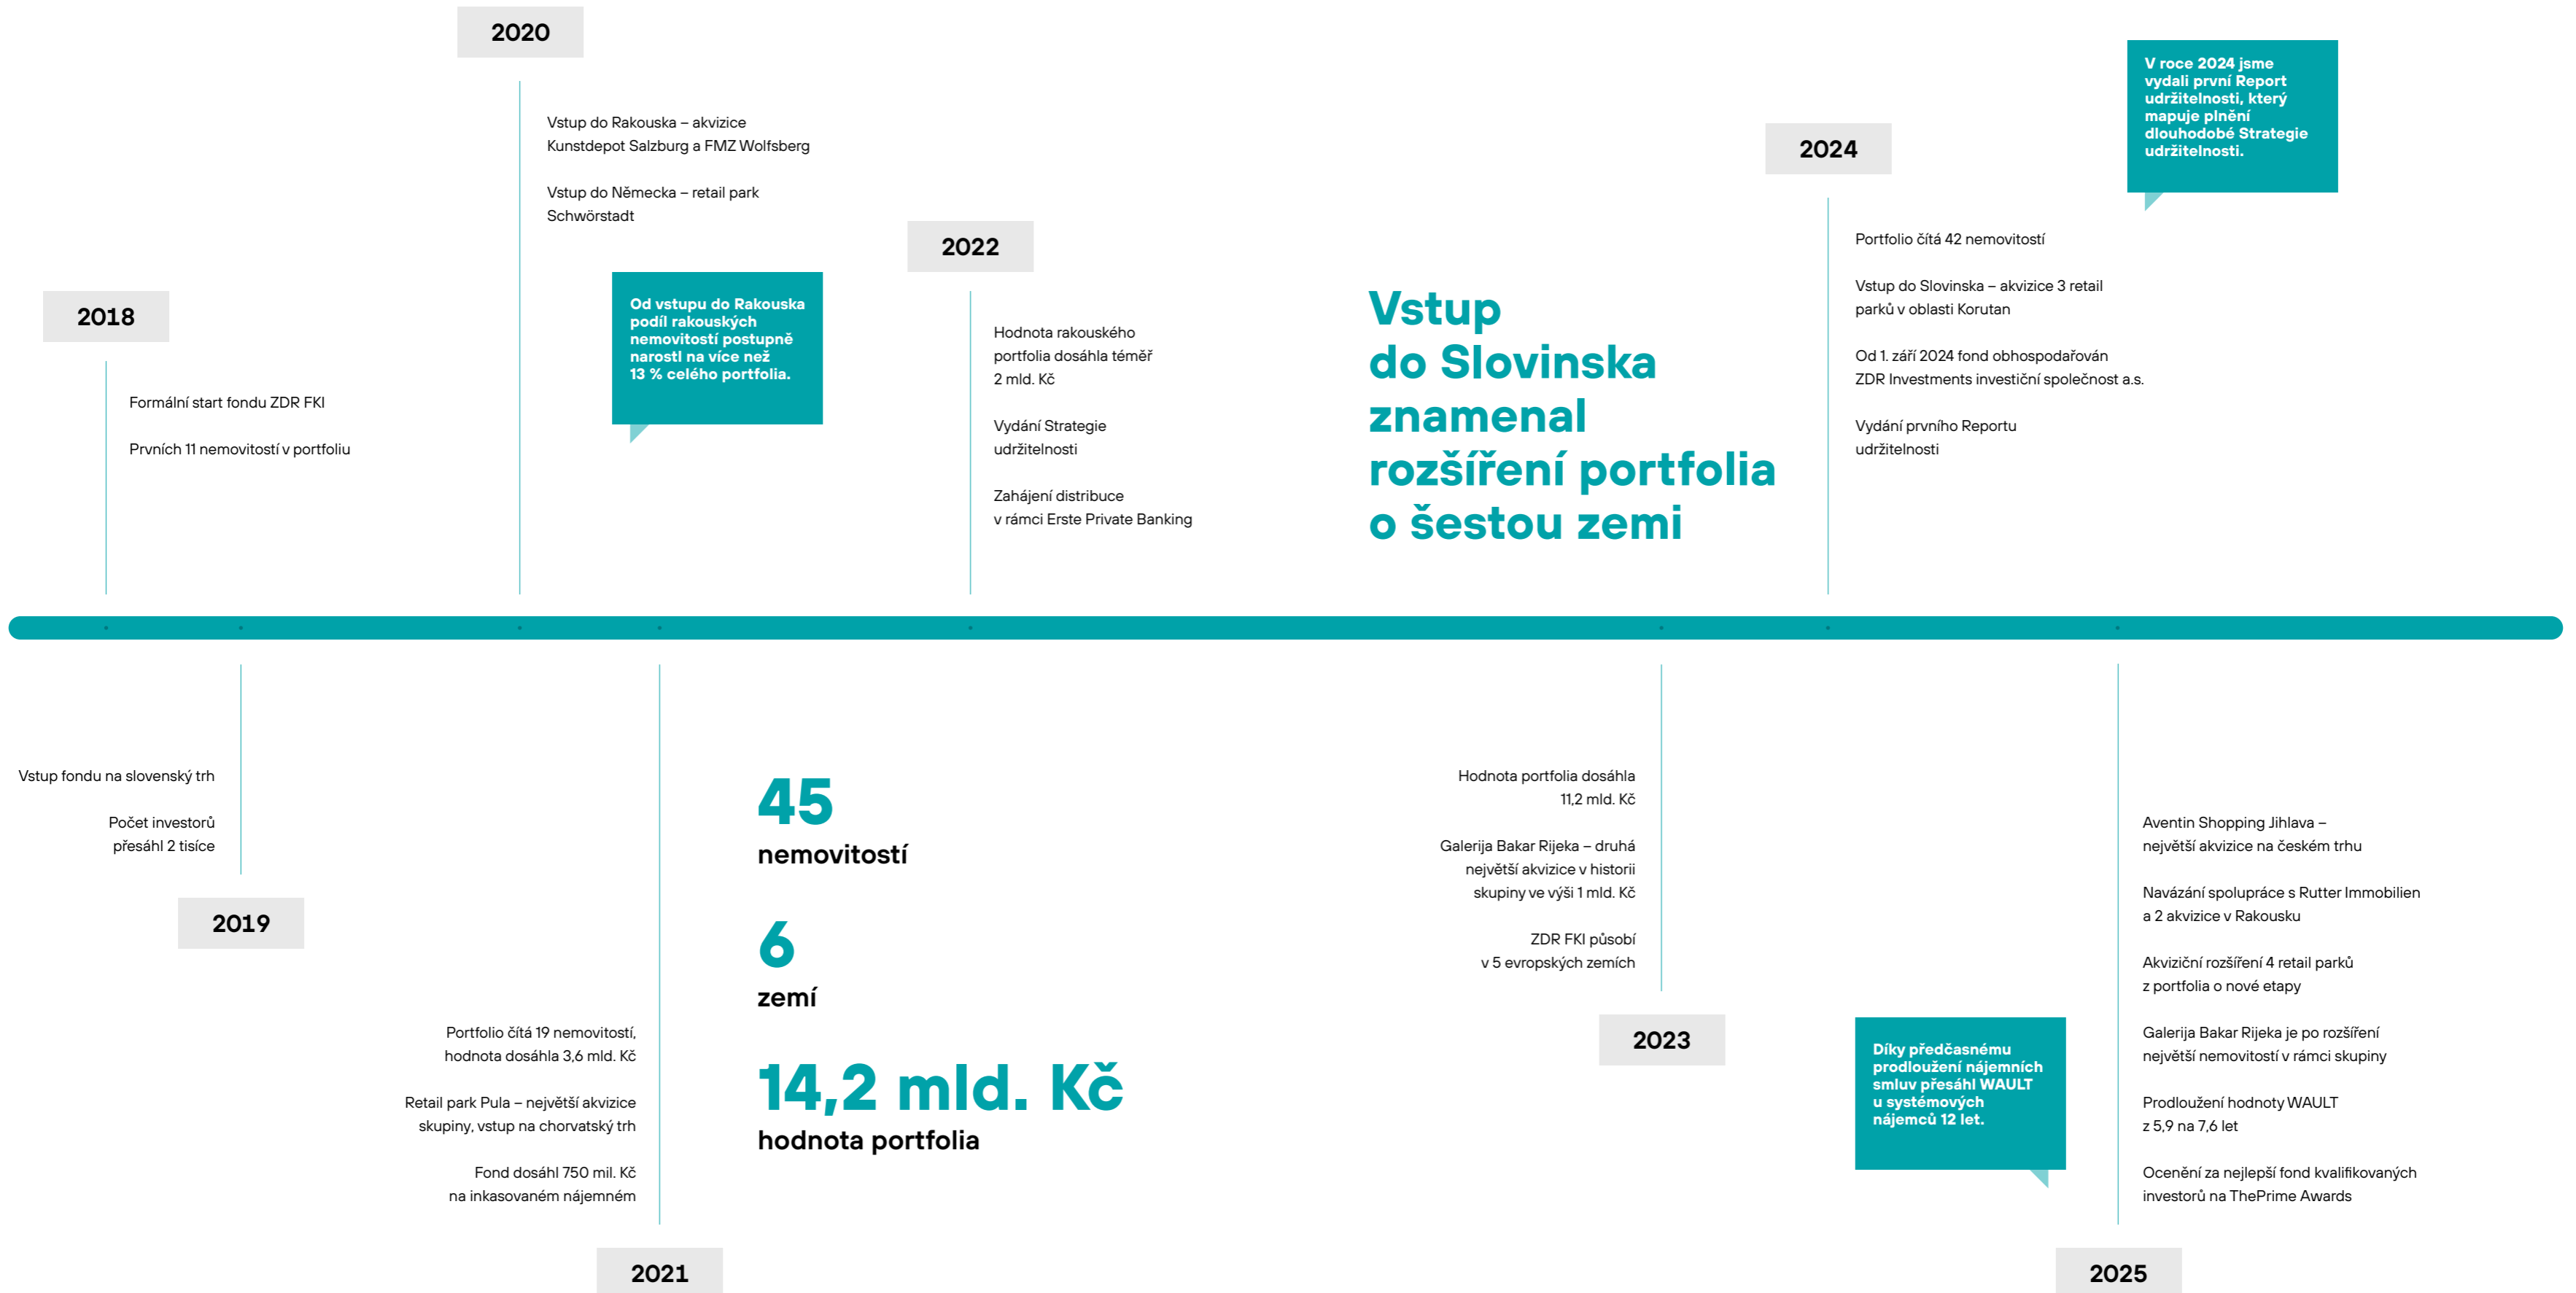 2018
Formální start fondu ZDR FKI
Prvních 11 nemovitostí v portfoliu
2020
Vstup do Rakouska – akvizice
Kunstdepot Salzburg a FMZ Wolfsberg
Vstup do Německa – retail park
Schwörstadt
Od vstupu do Rakouska
podíl rakouských
nemovitostí postupně
narostl na více než
13 % celého portfolia.
2022
Hodnota rakouského
portfolia dosáhla téměř
2 mld. Kč
Vydání Strategie
udržitelnosti
Zahájení distribuce
v rámci Erste Private Banking
Vstup
do Slovinska
znamenal
rozšíření portfolia
o šestou zemi
2024
Portfolio čítá 42 nemovitostí
Vstup do Slovinska – akvizice 3 retail
parků v oblasti Korutan
Od 1. září 2024 fond obhospodařován
ZDR Investments investiční společnost a.s.
Vydání prvního Reportu
udržitelnosti
V roce 2024 jsme
vydali první Report
udržitelnosti, který
mapuje plnění
dlouhodobé Strategie
udržitelnosti.
Vstup fondu na slovenský trh
Počet investorů
přesáhl 2 tisíce
2019
Portfolio čítá 19 nemovitostí,
hodnota dosáhla 3,6 mld. Kč
Retail park Pula – největší akvizice
skupiny, vstup na chorvatský trh
Fond dosáhl 750 mil. Kč
na inkasovaném nájemném
2021
45
nemovitostí
6
zemí
14,2 mld. Kč
hodnota portfolia
Hodnota portfolia dosáhla
11,2 mld. Kč
Galerija Bakar Rijeka – druhá
největší akvizice v historii
skupiny ve výši 1 mld. Kč
ZDR FKI působí
v 5 evropských zemích
2023
Díky předčasnému
prodloužení nájemních
smluv přesáhl WAULT
u systémových
nájemců 12 let.
Aventin Shopping Jihlava –
největší akvizice na českém trhu
Navázání spolupráce s Rutter Immobilien
a 2 akvizice v Rakousku
Akviziční rozšíření 4 retail parků
z portfolia o nové etapy
Galerija Bakar Rijeka je po rozšíření
největší nemovitostí v rámci skupiny
Prodloužení hodnoty WAULT
z 5,9 na 7,6 let
Ocenění za nejlepší fond kvalifikovaných
investorů na ThePrime Awards
2025